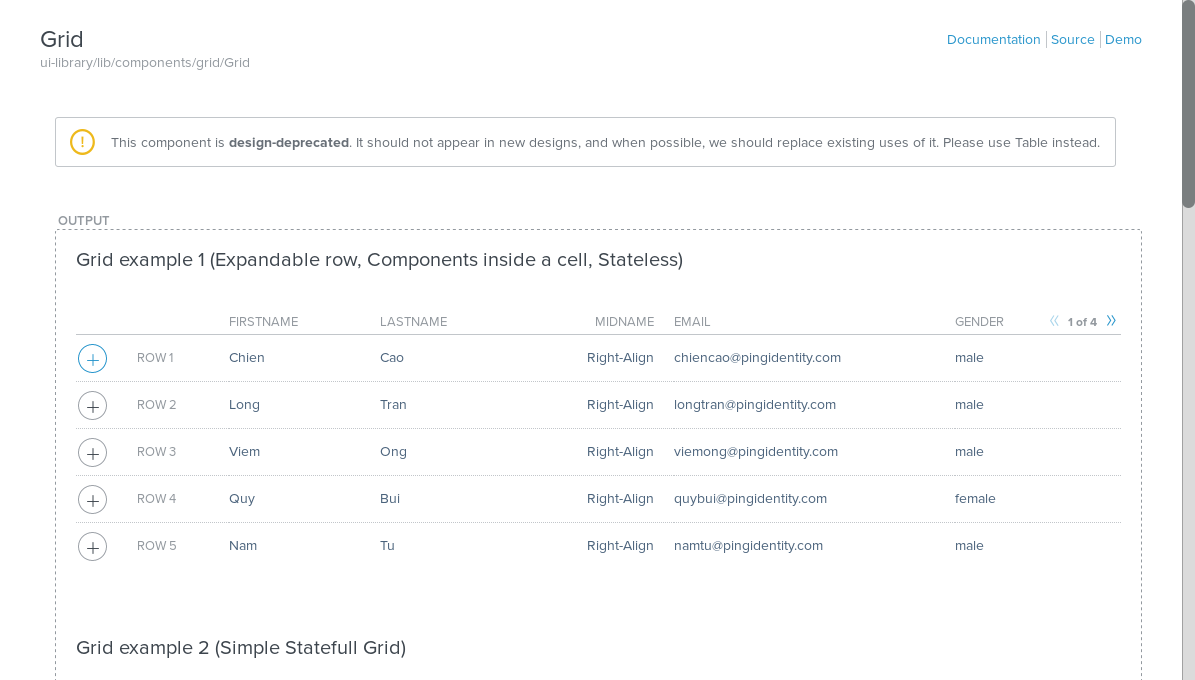 Grid
Documentation Source Demo
ui-library/lib/components/grid/Grid
This component is design-deprecated. It should not appear in new designs, and when possible, we should replace existing uses of it. Please use Table instead.
OUTPUT
Grid example 1 (Expandable row, Components inside a cell, Stateless)
FIRSTNAME LASTNAME MIDNAME EMAIL GENDER 1 of 4
ROW 1 Chien Cao Right-Align chiencao@pingidentity.com male
ROW 2 Long Tran Right-Align longtran@pingidentity.com male
ROW 3 Viem Ong Right-Align viemong@pingidentity.com male
ROW 4 Quy Bui Right-Align quybui@pingidentity.com female
ROW 5 Nam Tu Right-Align namtu@pingidentity.com male
Grid example 2 (Simple Statefull Grid)